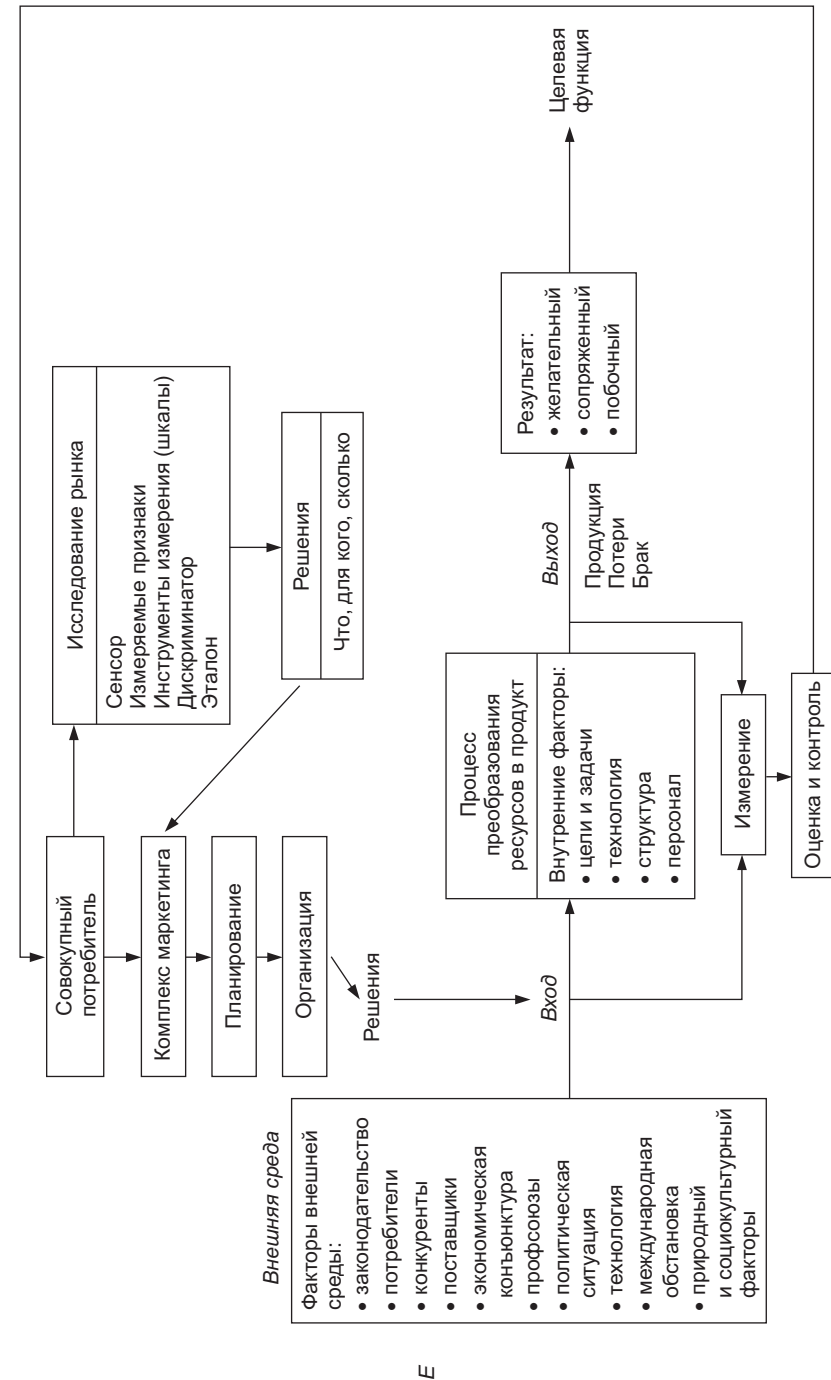 Совокупный
потребитель
Комплекс маркетинга
Планирование
Организация
Решения
Исследование рынка
Сенсор
Измеряемые признаки
Инструменты измерения (шкалы)
Дискриминатор
Эталон
Решения
Что, для кого, сколько
Внешняя среда
Факторы внешней
среды:
• законодательство
• потребители
• конкуренты
• поставщики
• экономическая
конъюнктура
• профсоюзы
• политическая
ситуация
• технология
• международная
обстановка
• природный
и социокультурный
факторы
Вход
Процесс
преобразования
ресурсов в продукт
Внутренние факторы:
• цели и задачи
• технология
• структура
• персонал
Выход
Продукция
Потери
Брак
Результат:
• желательный
• сопряженный
• побочный
Целевая
функция
Измерение
Оценка и контроль
E